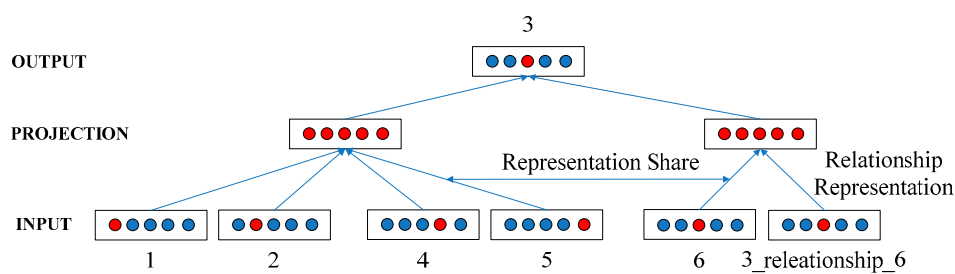 3
OUTPUT
PROJECTION
Representation Share
Relationship
Representation
INPUT
1 2 4 5 6 3_releationship_6